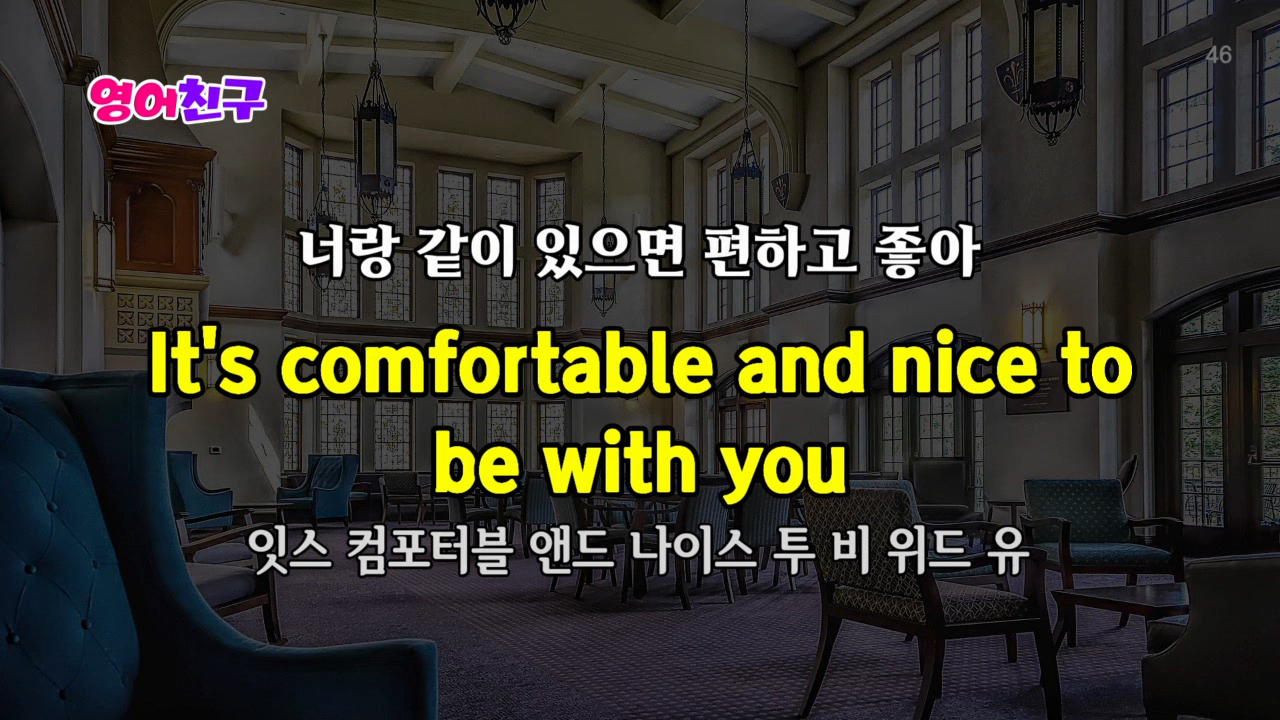 46
영어친구
너랑 같이 있으면 편하고 좋아
It's comfortable and nice to
be with you
잇스 컴포터블 앤드 나이스 투 비 위드 유